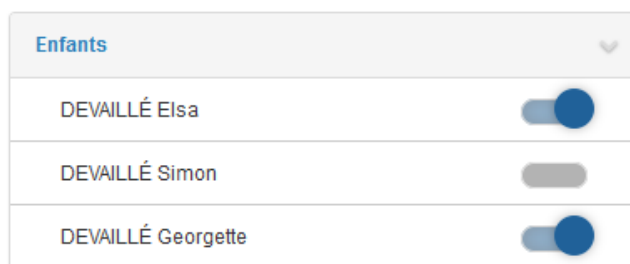 Enfants
DEVAILLÉ Elsa
DEVAILLÉ Simon
DEVAILLÉ Georgette